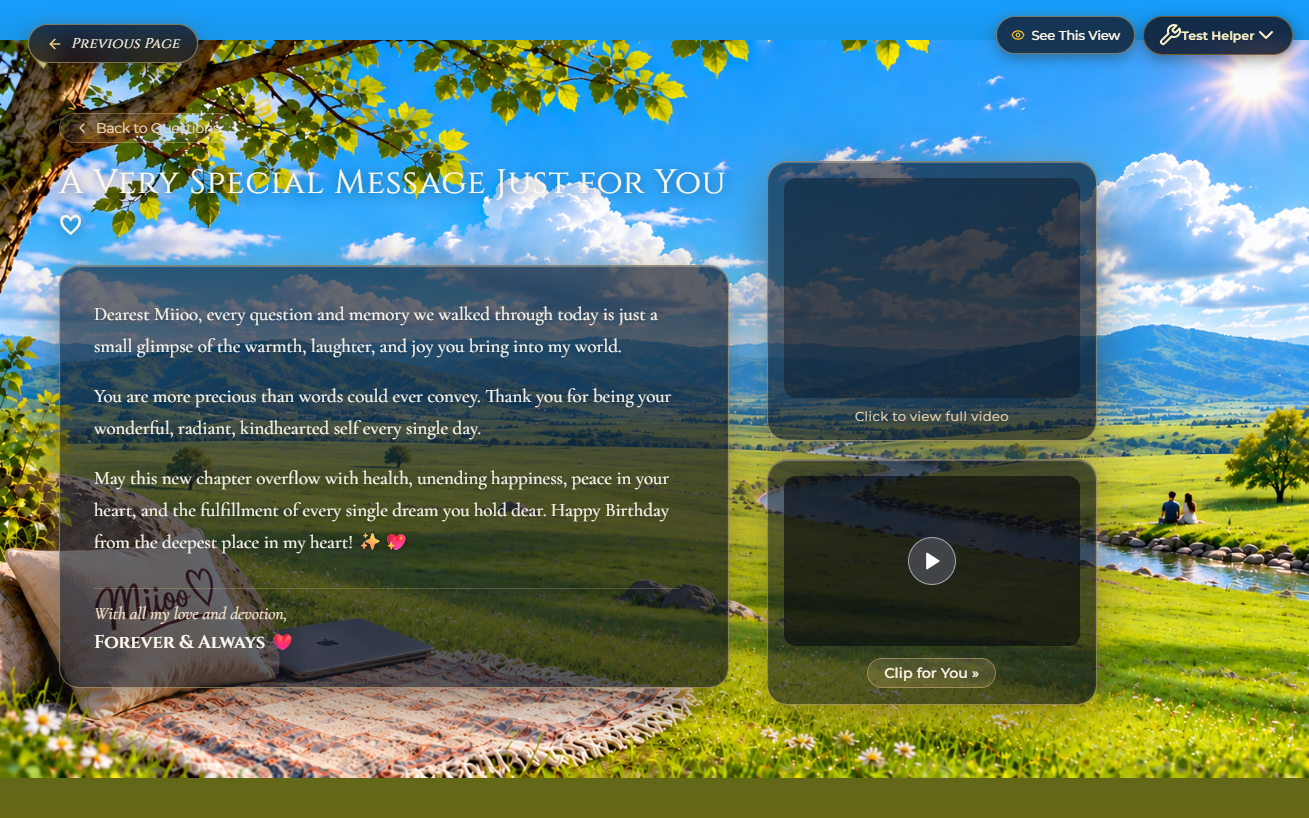 Previous Page
See This View
Test Helper
Back to Questions
A Very Special Message Just for You
Dearest Miioo, every question and memory we walked through today is just a
small glimpse of the warmth, laughter, and joy you bring into my world.
You are more precious than words could ever convey. Thank you for being your
wonderful, radiant, kindhearted self every single day.
May this new chapter overflow with health, unending happiness, peace in your
heart, and the fulfillment of every single dream you hold dear. Happy Birthday
from the deepest place in my heart! ✨ 💖
Miioo
With all my love and devotion,
Forever & Always 💗
Click to view full video
Clip for You »